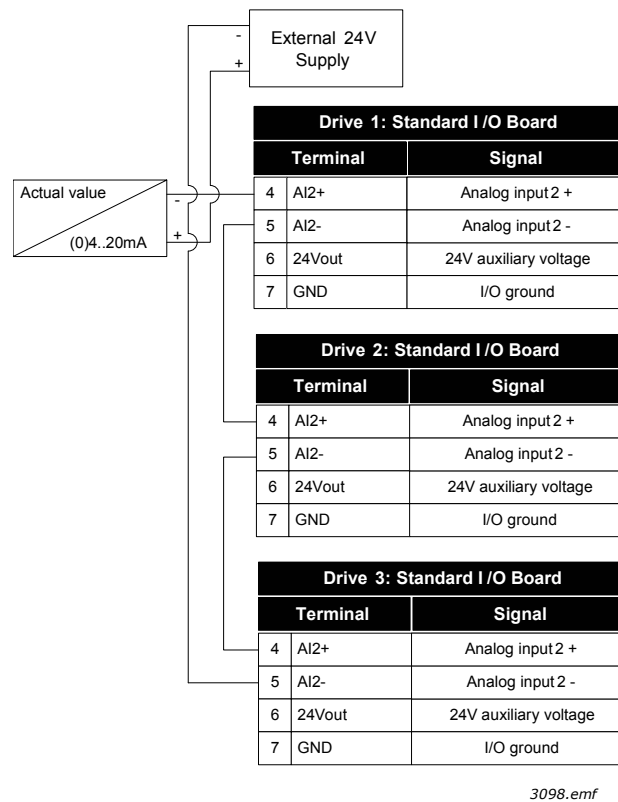 -
External 24V
Supply
+
Drive 1: Standard I/O Board
Terminal Signal
Actual value
-
(0)4..20mA
+
4 AI2+ Analog input 2 +
5 AI2- Analog input 2 -
6 24Vout 24V auxiliary voltage
7 GND I/O ground
Drive 2: Standard I/O Board
Terminal Signal
4 AI2+ Analog input 2 +
5 AI2- Analog input 2 -
6 24Vout 24V auxiliary voltage
7 GND I/O ground
Drive 3: Standard I/O Board
Terminal Signal
4 AI2+ Analog input 2 +
5 AI2- Analog input 2 -
6 24Vout 24V auxiliary voltage
7 GND I/O ground
3098.emf